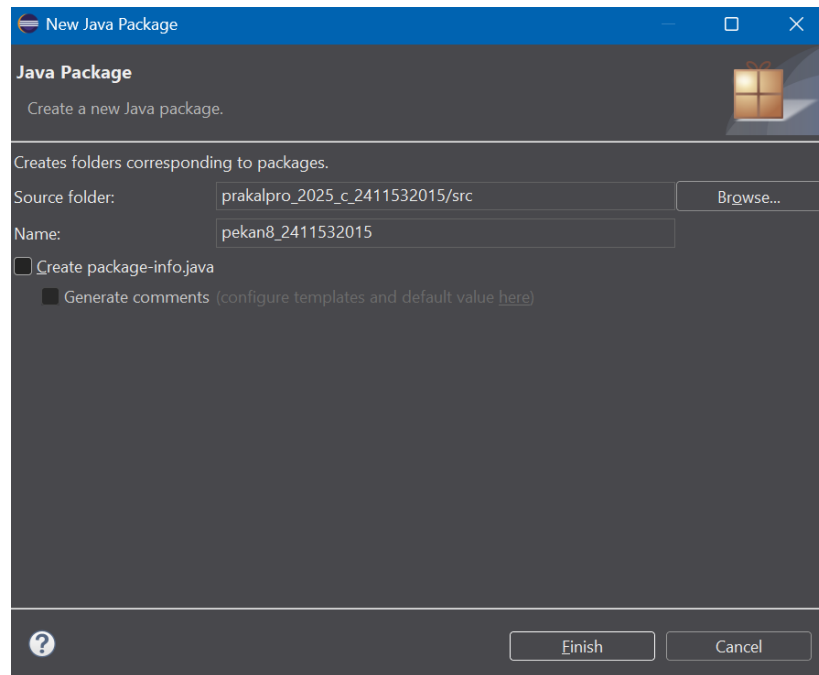 New Java Package
Java Package
Create a new Java package.
Creates folders corresponding to packages.
Source folder: prakalpro_2025_c_2411532015/src Browse...
Name: pekan8_2411532015
Create package-info.java
Generate comments (configure templates and default value here)
?
Finish Cancel